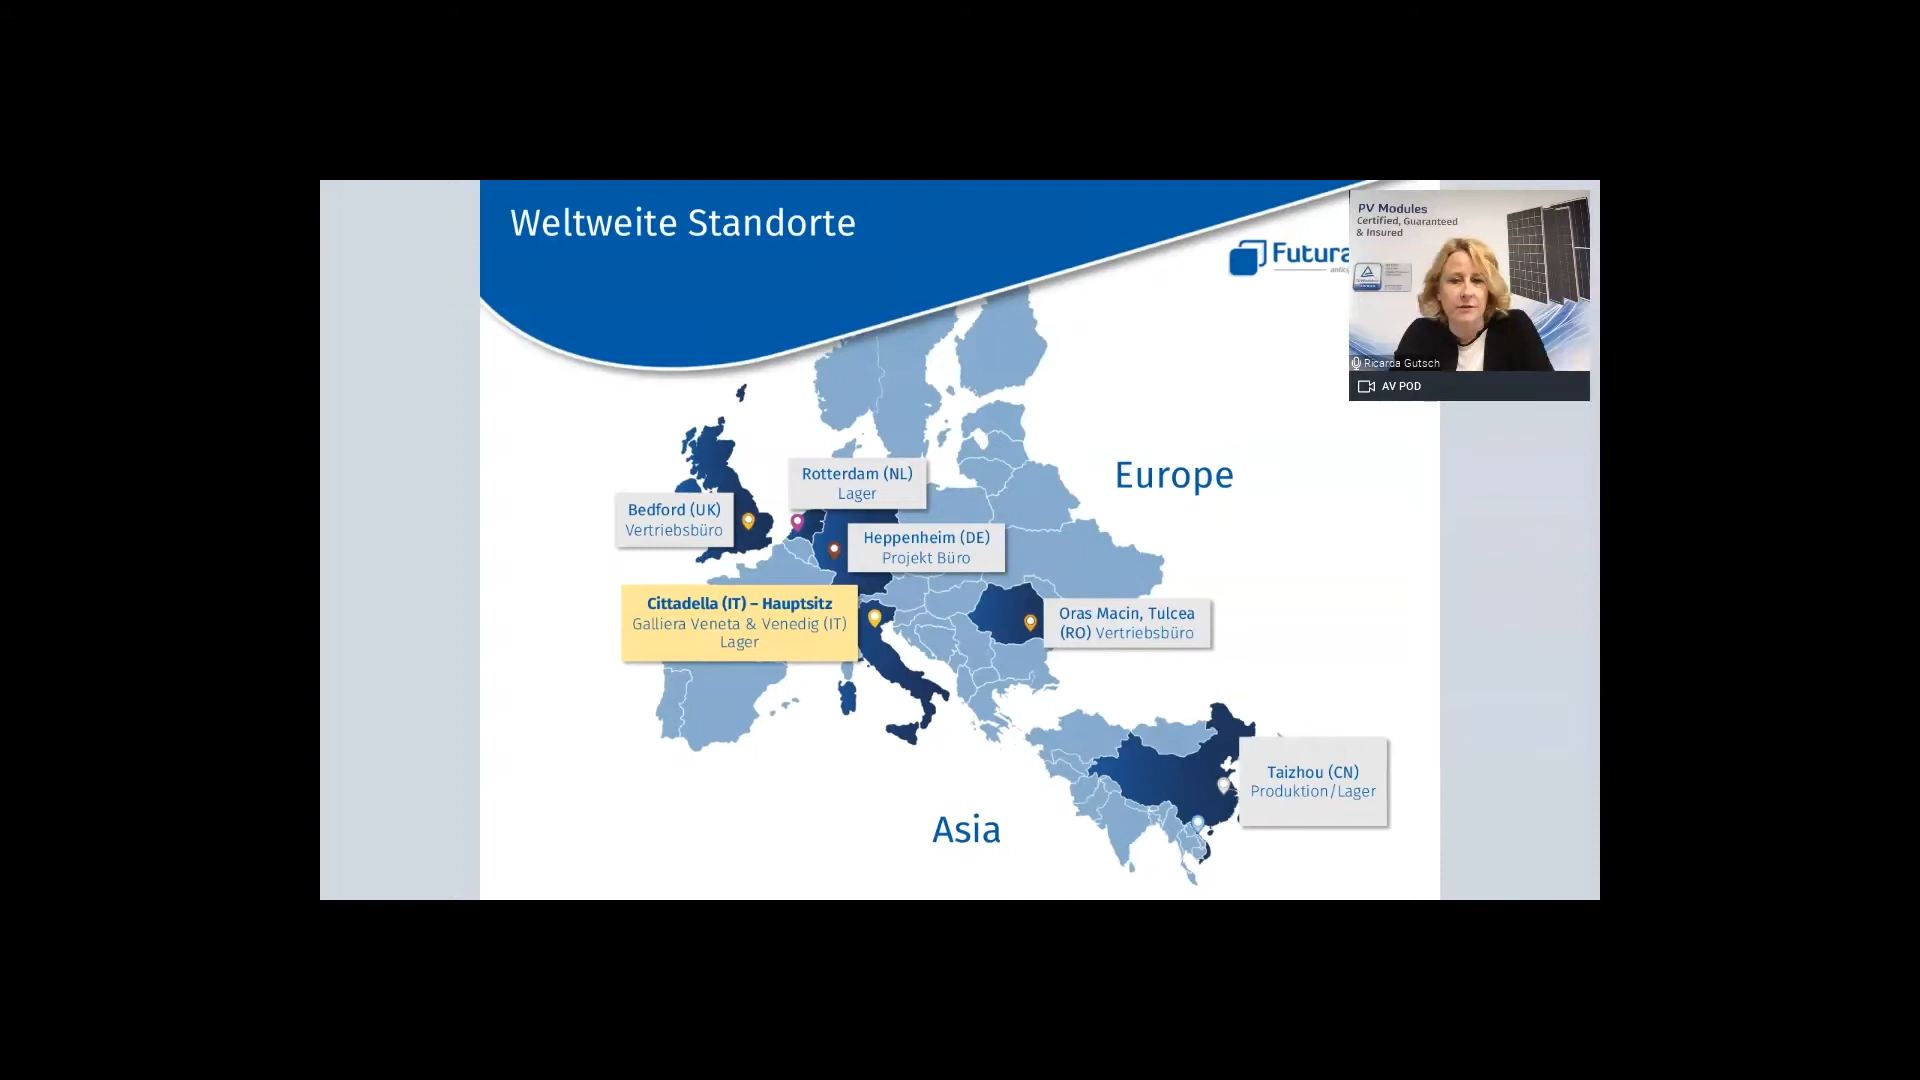 Weltweite Standorte
Futura
PV Modules
Certified, Guaranteed
& Insured
Ricarda Gutsch
AV POD
Europe
Rotterdam (NL)
Lager
Bedford (UK)
Vertriebsbüro
Heppenheim (DE)
Projekt Büro
Cittadella (IT) – Hauptsitz
Galliera Veneta & Venedig (IT)
Lager
Oras Macin, Tulcea
(RO) Vertriebsbüro
Taizhou (CN)
Produktion/Lager
Asia